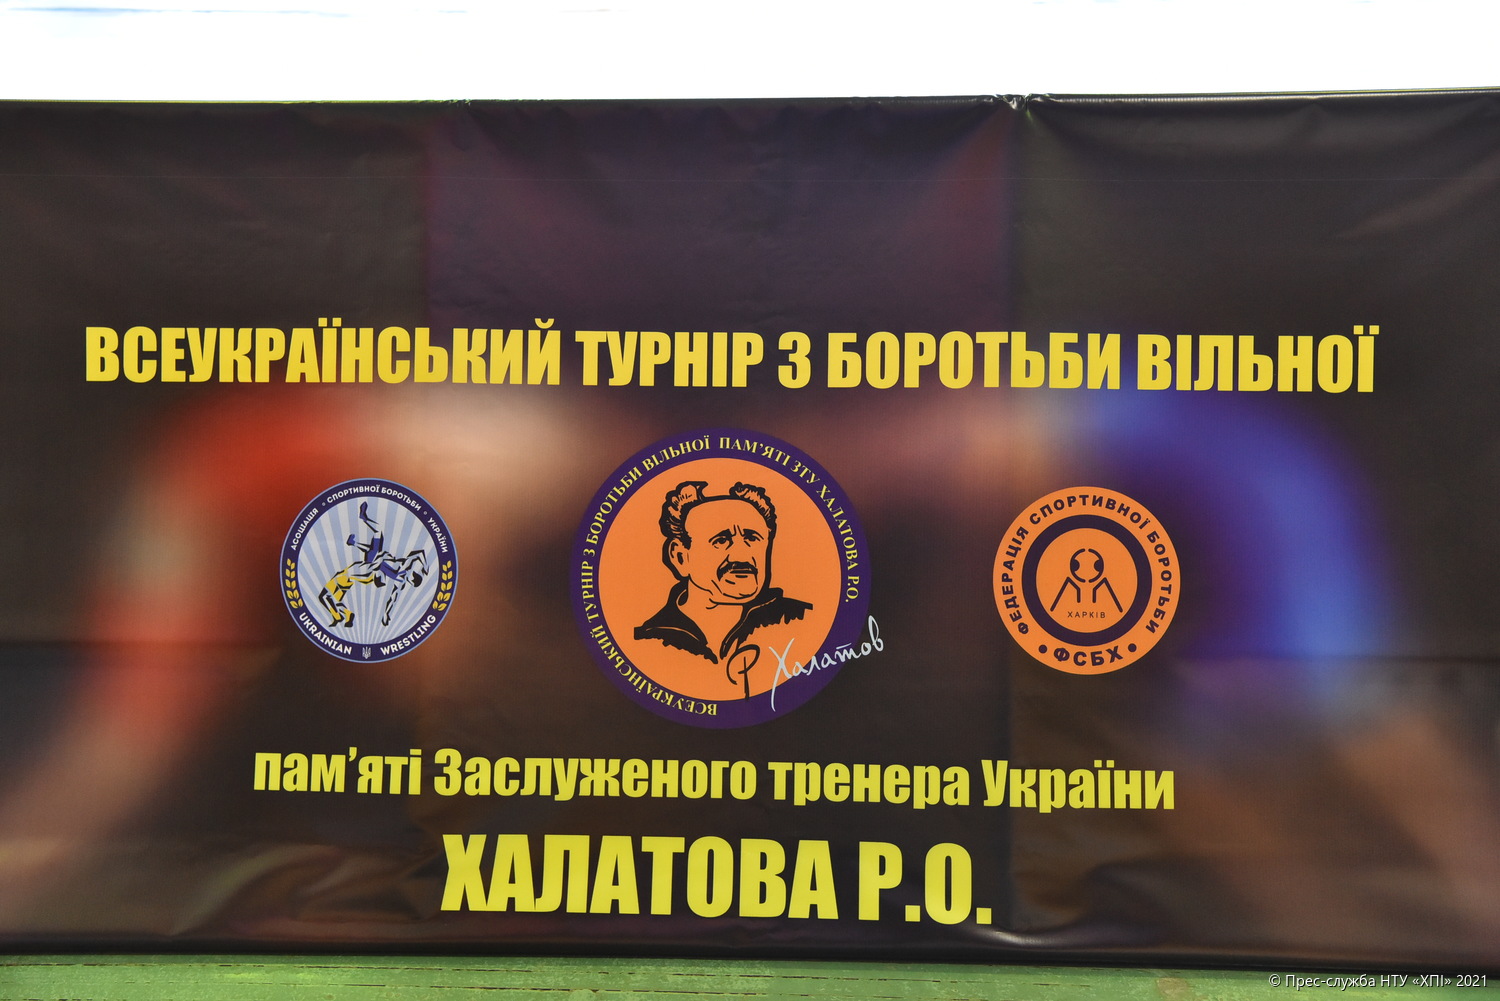 ВСЕУКРАЇНСЬКИЙ ТУРНІР З БОРОТЬБИ ВІЛЬНОЇ
АСОЦІАЦІЯ • СПОРТИВНОЇ БОРОТЬБИ • УКРАЇНИ
UKRAINIAN WRESTLING
ВСЕУКРАЇНСЬКИЙ ТУРНІР З БОРОТЬБИ ВІЛЬНОЇ ПАМ’ЯТІ ЗТУ ХАЛАТОВА Р.О.
Р Халатов
ФЕДЕРАЦІЯ СПОРТИВНОЇ БОРОТЬБИ
ХАРКІВ
• ФСБХ •
пам’яті Заслуженого тренера України
ХАЛАТОВА Р.О.
© Прес-служба НТУ «ХПІ» 2021